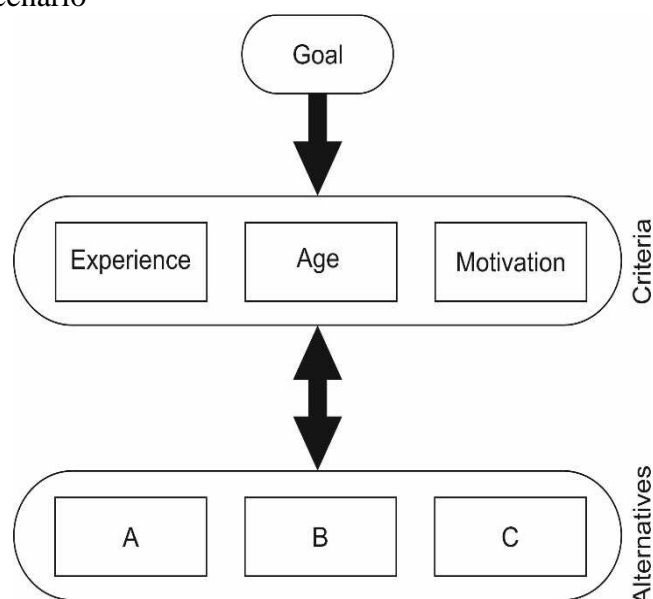 Goal
Experience
Age
Motivation
Criteria
A
B
C
Alternatives